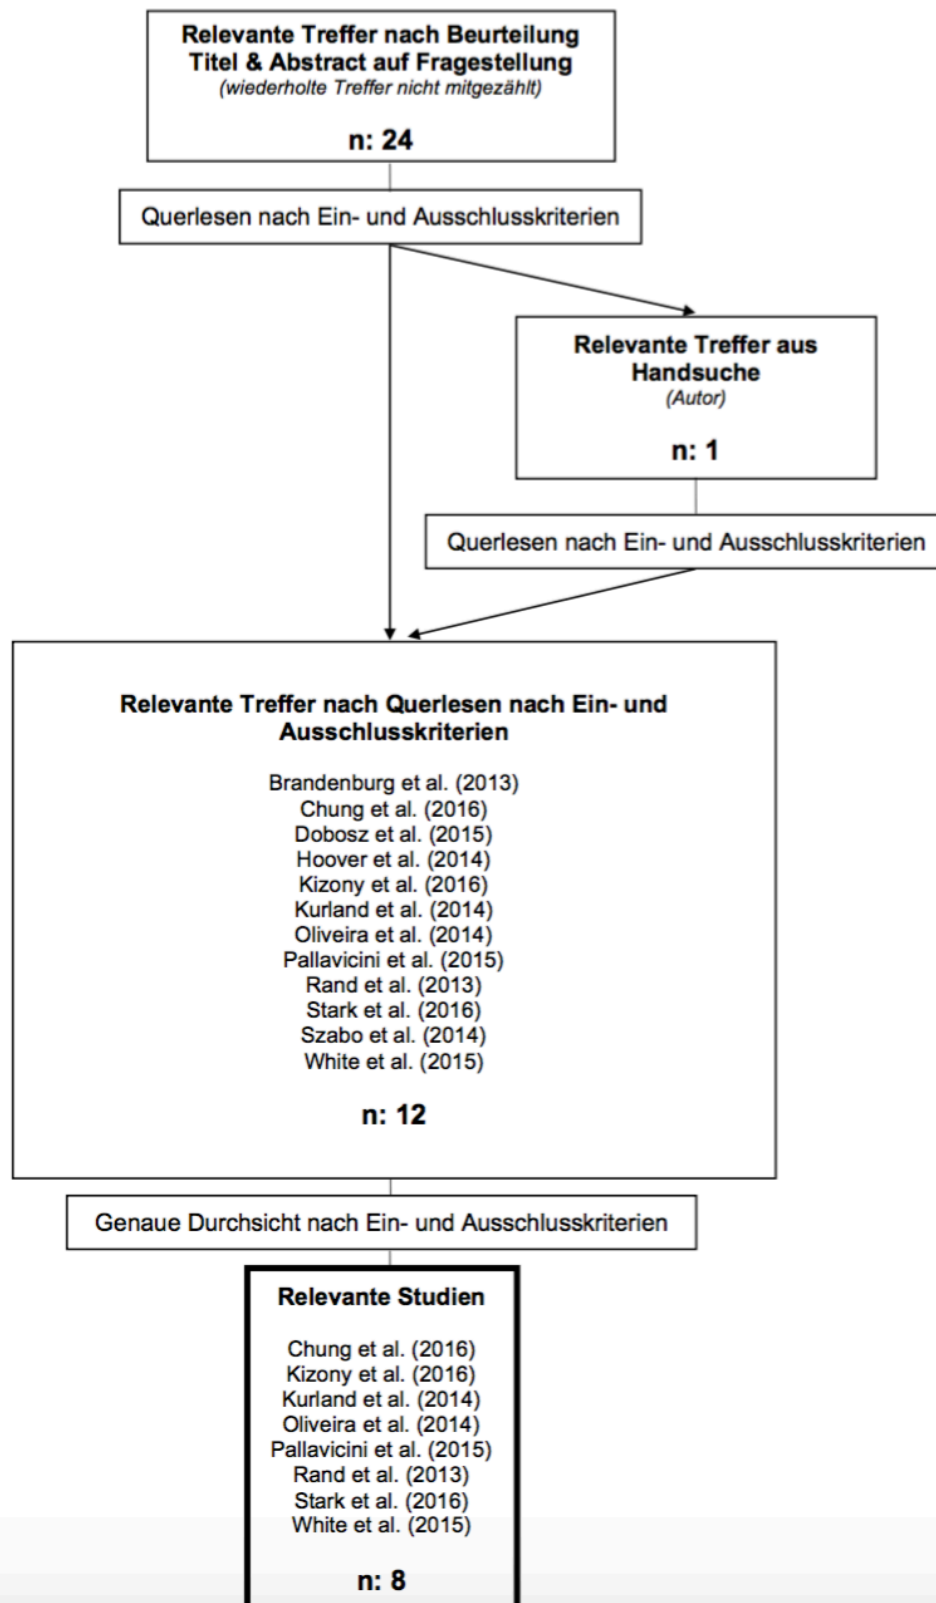 Relevante Treffer nach Beurteilung
Titel & Abstract auf Fragestellung
(wiederholte Treffer nicht mitgezählt)
n: 24
Querlesen nach Ein- und Ausschlusskriterien
Relevante Treffer aus
Handsuche
(Autor)
n: 1
Querlesen nach Ein- und Ausschlusskriterien
Relevante Treffer nach Querlesen nach Ein- und
Ausschlusskriterien
Brandenburg et al. (2013)
Chung et al. (2016)
Dobosz et al. (2015)
Hoover et al. (2014)
Kizony et al. (2016)
Kurland et al. (2014)
Oliveira et al. (2014)
Pallavicini et al. (2015)
Rand et al. (2013)
Stark et al. (2016)
Szabo et al. (2014)
White et al. (2015)
n: 12
Genaue Durchsicht nach Ein- und Ausschlusskriterien
Relevante Studien
Chung et al. (2016)
Kizony et al. (2016)
Kurland et al. (2014)
Oliveira et al. (2014)
Pallavicini et al. (2015)
Rand et al. (2013)
Stark et al. (2016)
White et al. (2015)
n: 8